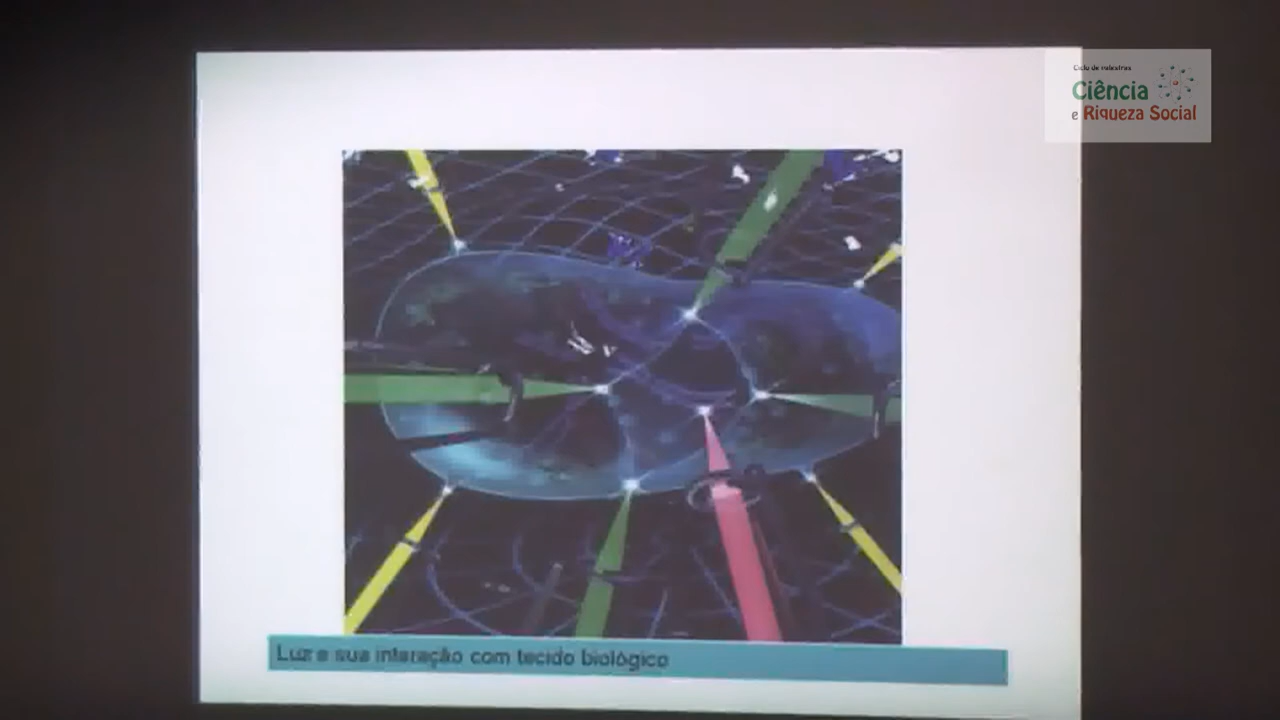 Ciclo de palestras
Ciência
e Riqueza Social
Luz e sua interação com tecido biológico